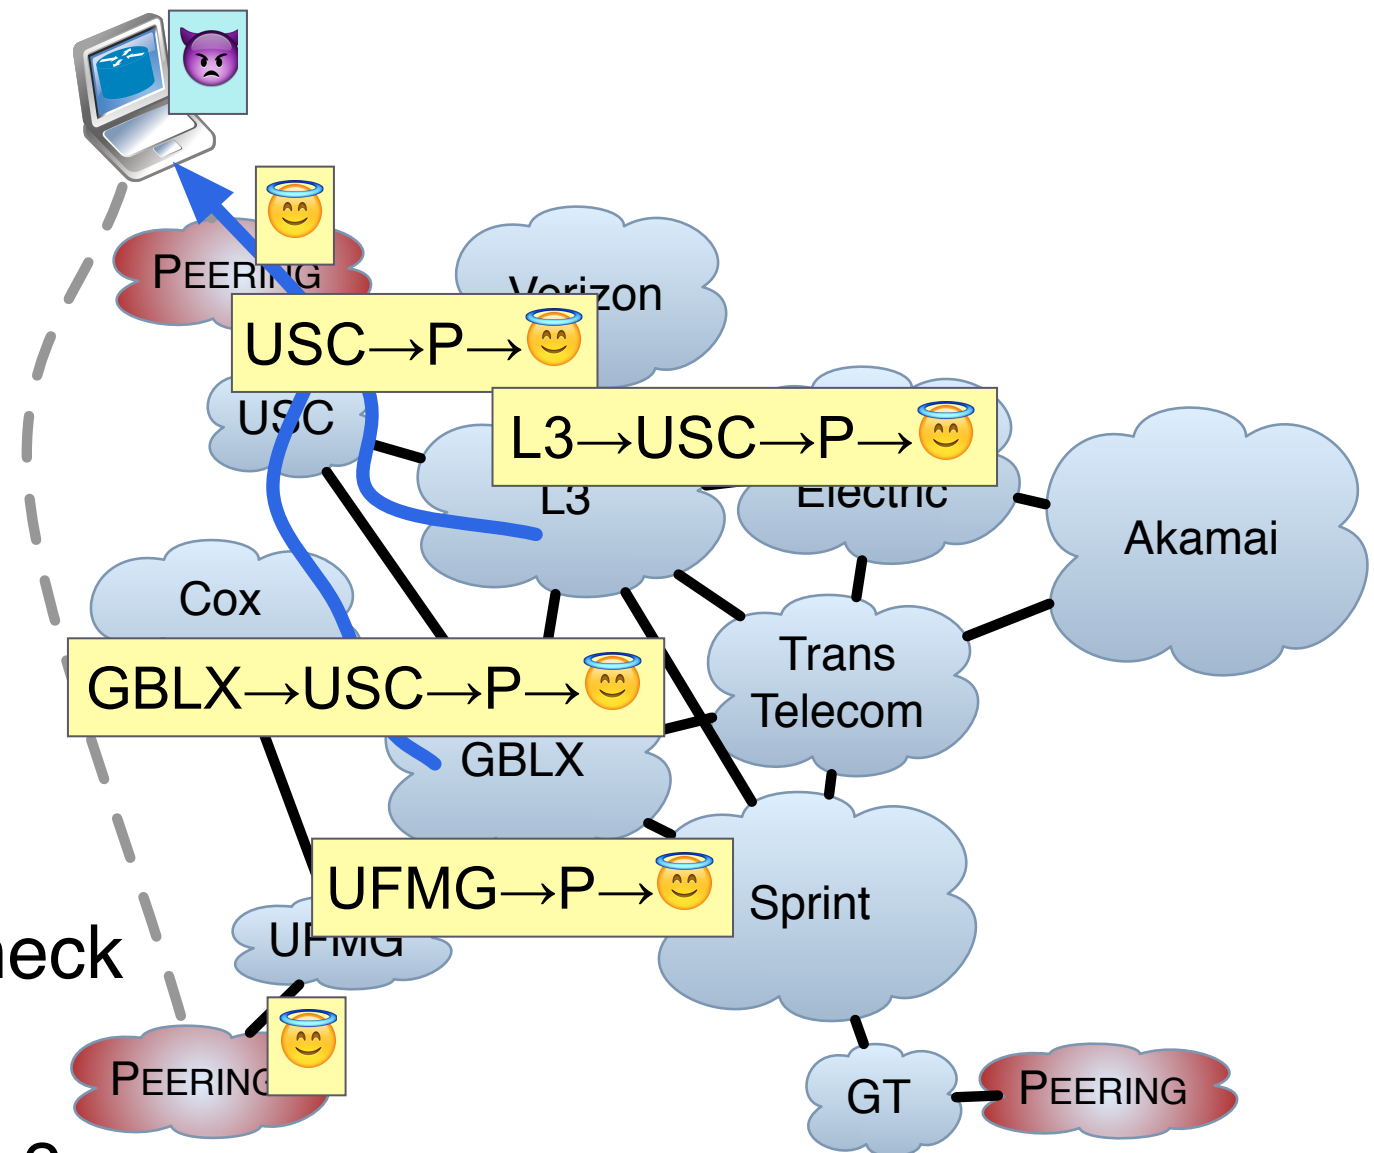 PEERING
Verizon
USC→P→😇
USC
L3→USC→P→😇
L3
Electric
Akamai
Cox
Trans
Telecom
GBLX→USC→P→😇
GBLX
UFMG→P→😇
Sprint
UFMG
PEERING
GT
PEERING